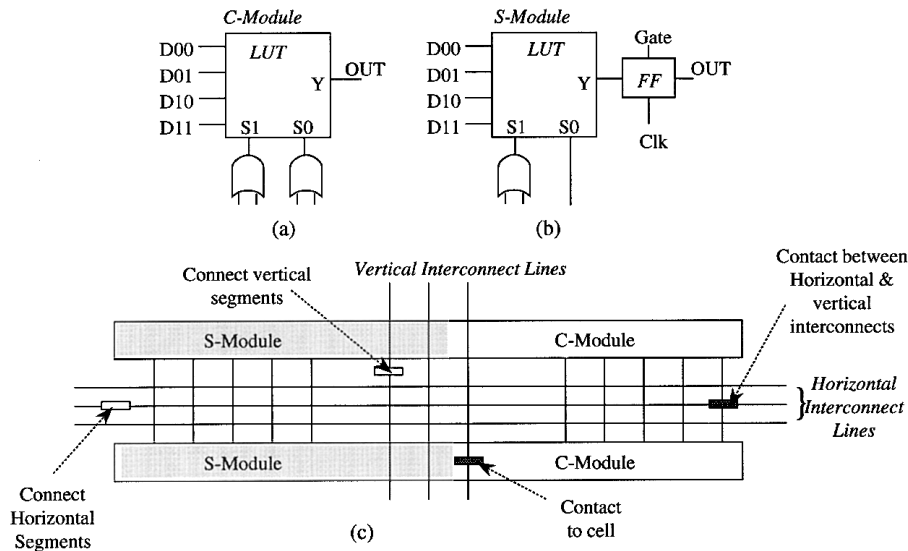 C-Module
D00
D01
D10
D11
LUT
Y
OUT
S1
S0
(a)
S-Module
D00
D01
D10
D11
LUT
Y
S1
S0
Gate
FF
OUT
Clk
(b)
Connect vertical
segments
Vertical Interconnect Lines
Contact between
Horizontal &
vertical
interconnects
S-Module
C-Module
Horizontal
Interconnect
Lines
S-Module
C-Module
Connect
Horizontal
Segments
(c)
Contact
to cell